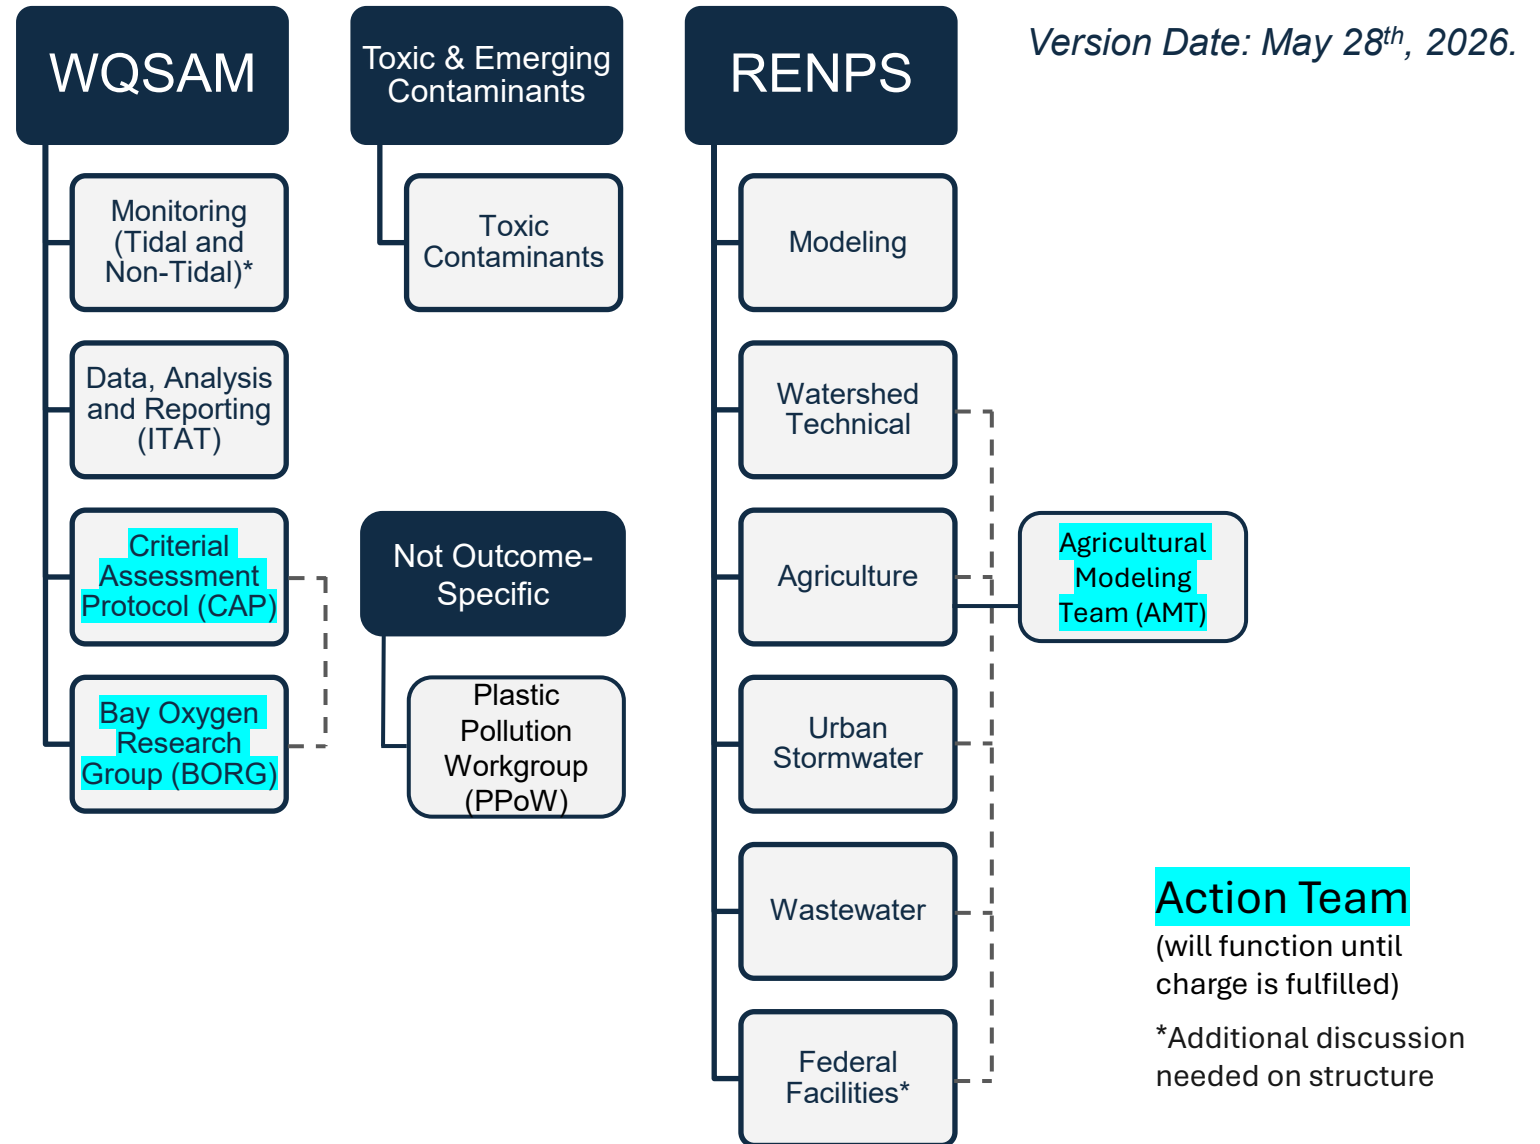 WQSAM
Monitoring
(Tidal and
Non-Tidal)*
Data, Analysis
and Reporting
(ITAT)
Criterial
Assessment
Protocol (CAP)
Bay Oxygen
Research
Group (BORG)
Toxic & Emerging
Contaminants
Toxic
Contaminants
Not Outcome-
Specific
Plastic
Pollution
Workgroup
(PPoW)
RENPS
Modeling
Watershed
Technical
Agriculture
Urban
Stormwater
Wastewater
Federal
Facilities*
Agricultural
Modeling
Team (AMT)
Version Date: May 28th, 2026.
Action Team
(will function until
charge is fulfilled)
*Additional discussion
needed on structure